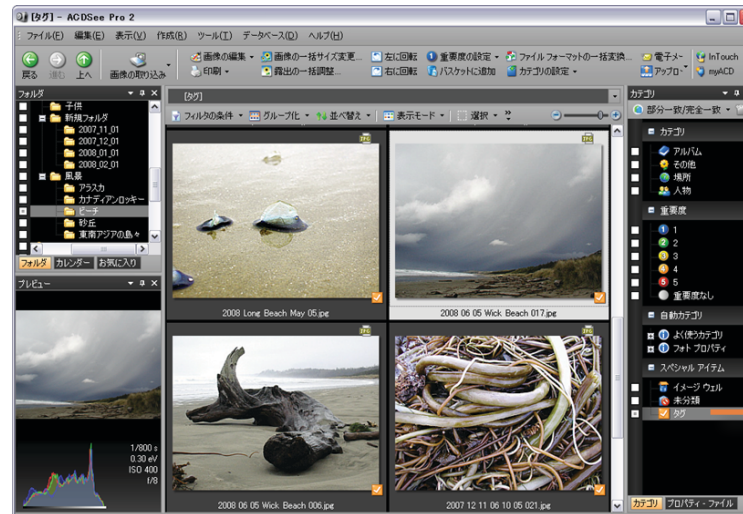 [タグ] - ACDSee Pro 2
ファイル(F) 編集(E) 表示(V) 作成(R) ツール(T) データベース(D) ヘルプ(H)
戻る 進む 上へ 画像の取り込み
画像の編集 画像の一括サイズ変更... 左に回転 重要度の設定 ファイル フォーマットの一括変換... 電子メー InTouch
印刷 露出の一括調整... 右に回転 バスケットに追加 カテゴリの設定 アップロ myACD
フォルダ
子供
新規フォルダ
2007_11_01
2007_12_01
2008_01_01
2008_02_01
風景
アラスカ
カナディアンロッキー
ビーチ
砂丘
東南アジアの島々
フォルダ カレンダー お気に入り
プレビュー
1/800 s
0.30 eV
ISO 400
f/8
[タグ]
フィルタの条件 グループ化 並べ替え 表示モード 選択
2008 Long Beach May 05.jpg
2008 06 05 Wick Beach 017.jpg
2008 06 05 Wick Beach 006.jpg
2007 12 11 06 10 05 021.jpg
カテゴリ
部分一致/完全一致
カテゴリ
アルバム
その他
場所
人物
重要度
1 1
2 2
3 3
4 4
5 5
重要度なし
自動カテゴリ
よく使うカテゴリ
フォト プロパティ
スペシャル アイテム
イメージ ウェル
未分類
タグ
カテゴリ プロパティ - ファイル